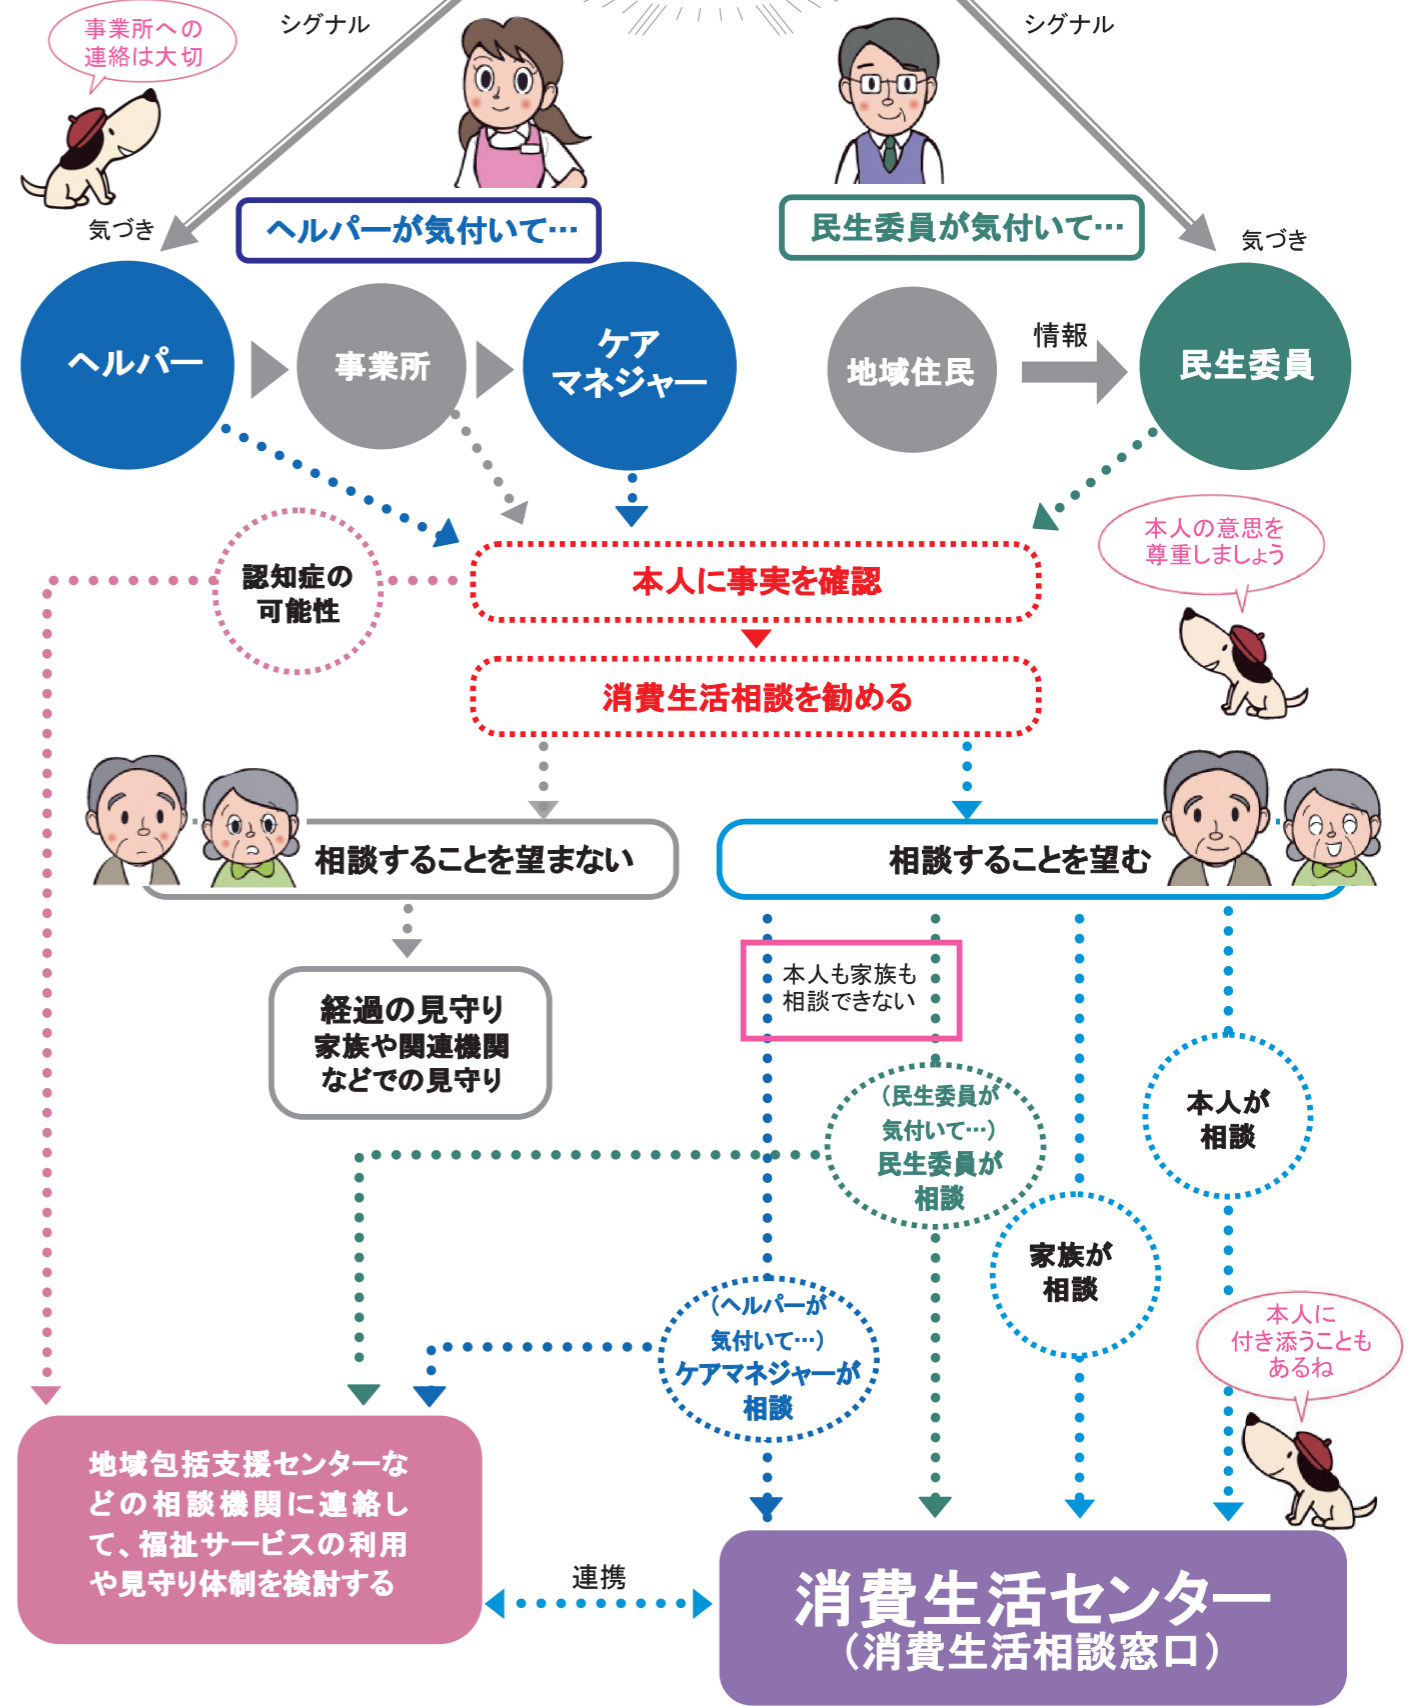 事業所への
連絡は大切
シグナル
シグナル
気づき
ヘルパーが気付いて…
民生委員が気付いて…
気づき
ヘルパー
事業所
ケア
マネジャー
地域住民
情報
民生委員
本人の意思を
尊重しましょう
認知症の
可能性
本人に事実を確認
消費生活相談を勧める
相談することを望まない
相談することを望む
経過の見守り
家族や関連機関
などでの見守り
本人も家族も
相談できない
（民生委員が
気付いて…）
民生委員が
相談
本人が
相談
家族が
相談
（ヘルパーが
気付いて…）
ケアマネジャーが
相談
本人に
付き添うことも
あるね
地域包括支援センターな
どの相談機関に連絡し
て、福祉サービスの利用
や見守り体制を検討する
連携
消費生活センター
（消費生活相談窓口）